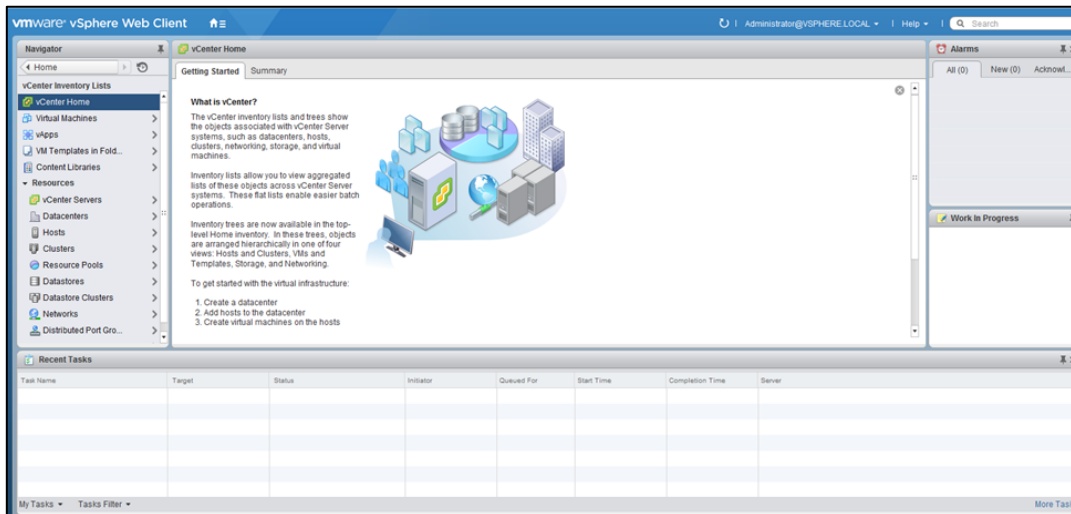 vmware® vSphere Web Client
Administrator@VSPHERE.LOCAL
Help
Search
Navigator
Home
vCenter Inventory Lists
vCenter Home
Virtual Machines
vApps
VM Templates in Fold...
Content Libraries
Resources
vCenter Servers
Datacenters
Hosts
Clusters
Resource Pools
Datastores
Datastore Clusters
Networks
Distributed Port Gro...
vCenter Home
Getting Started Summary
What is vCenter?
The vCenter inventory lists and trees show
the objects associated with vCenter Server
systems, such as datacenters, hosts,
clusters, networking, storage, and virtual
machines.
Inventory lists allow you to view aggregated
lists of these objects across vCenter Server
systems. These flat lists enable easier batch
operations.
Inventory trees are now available in the top-
level Home inventory. In these trees, objects
are arranged hierarchically in one of four
views: Hosts and Clusters, VMs and
Templates, Storage, and Networking.
To get started with the virtual infrastructure:
1. Create a datacenter
2. Add hosts to the datacenter
3. Create virtual machines on the hosts
Alarms
All (0) New (0) Acknowl...
Work In Progress
Recent Tasks
Task Name Target Status Initiator Queued For Start Time Completion Time Server
My Tasks Tasks Filter More Tas